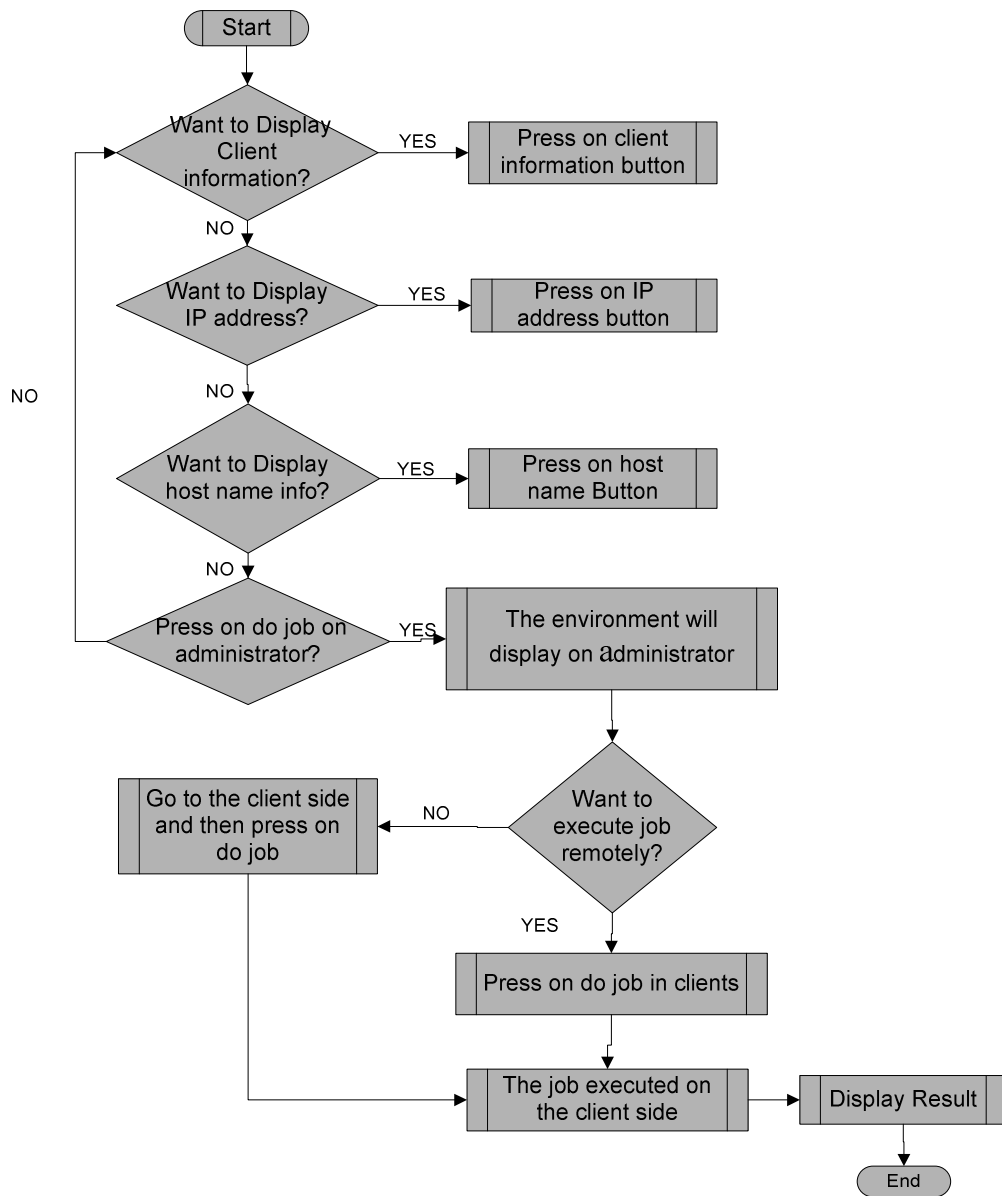 Start
Want to Display
Client
information?
YES
Press on client
information button
NO
Want to Display
IP address?
YES
Press on IP
address button
NO
NO
Want to Display
host name info?
YES
Press on host
name Button
NO
Press on do job on
administrator?
YES
The environment will
display on administrator
Want to
execute job
remotely?
NO
Go to the client side
and then press on
do job
YES
Press on do job in clients
The job executed on
the client side
Display Result
End